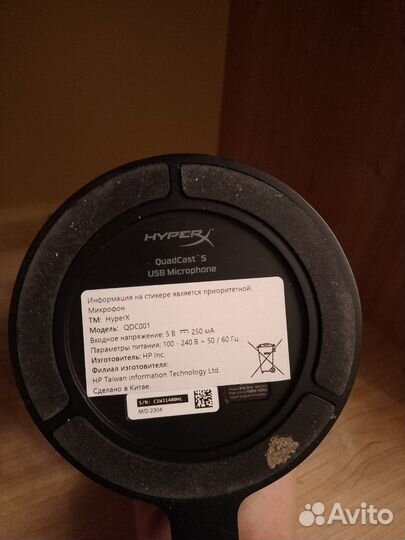 HYPERX
QuadCast S
USB Microphone
Информация на стикере является приоритетной.
Микрофон
ТМ: HyperX
Модель: QDC001
Входное напряжение: 5 В ⎓ 250 мА
Параметры питания: 100 - 240 В ~ 50 / 60 Гц
Изготовитель: HP Inc.
Филиал изготовителя:
HP Taiwan Information Technology Ltd.
Сделано в Китае.
S/N: C1W31400HL
M/D 2304
Avito